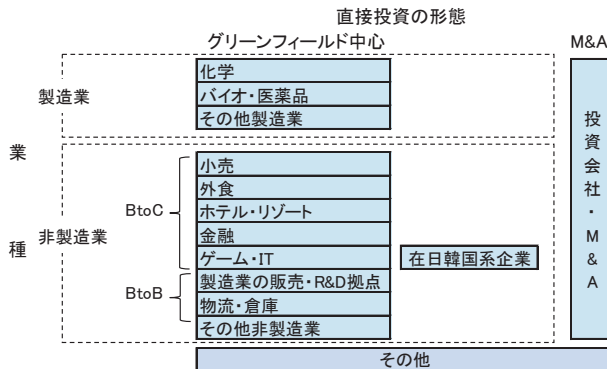 直接投資の形態
グリーンフィールド中心
M&A
業種
製造業
化学
バイオ・医薬品
その他製造業
非製造業
BtoC
小売
外食
ホテル・リゾート
金融
ゲーム・IT
BtoB
製造業の販売・R&D拠点
物流・倉庫
その他非製造業
在日韓国系企業
投資会社・M&A
その他